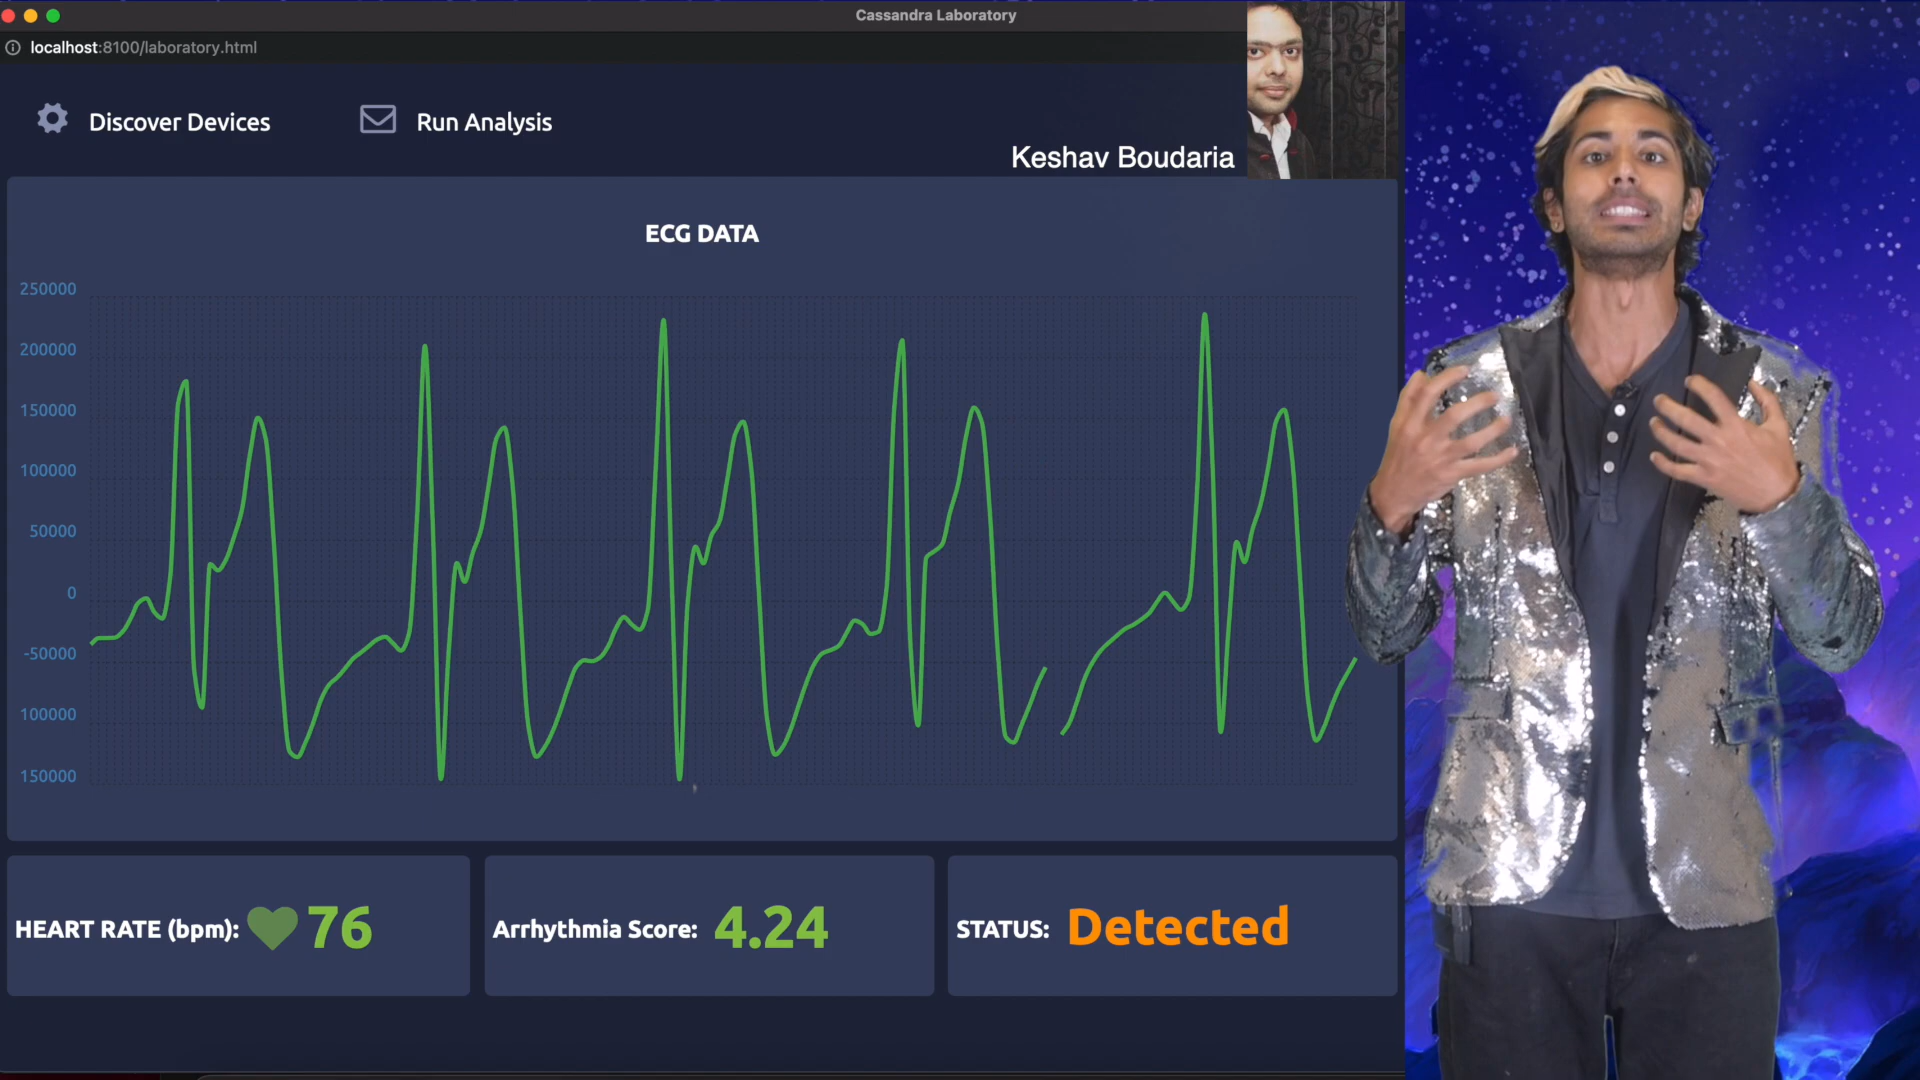 Cassandra Laboratory
localhost:8100/laboratory.html
Discover Devices
Run Analysis
Keshav Boudaria
ECG DATA
250000
200000
150000
100000
50000
0
-50000
100000
150000
HEART RATE (bpm): 76
Arrhythmia Score: 4.24
STATUS: Detected